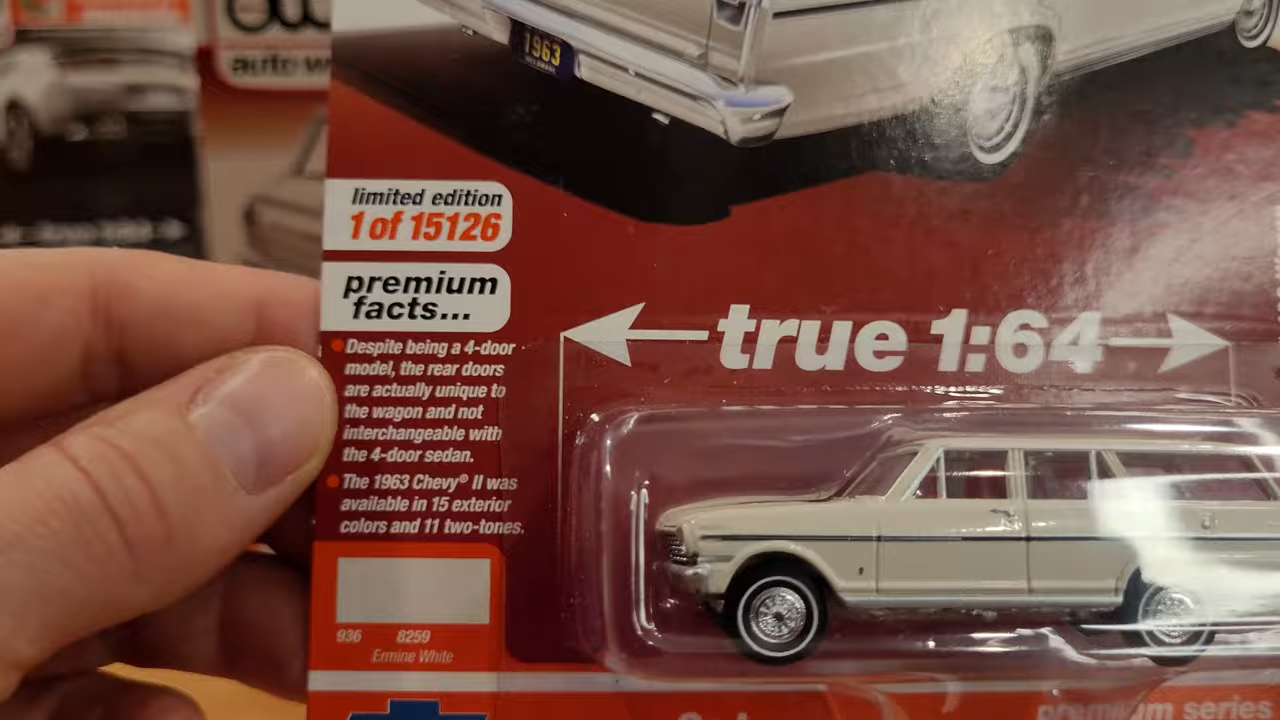 1963
auto w
limited edition
1 of 15126
premium
facts...
true 1:64
Despite being a 4-door
model, the rear doors
are actually unique to
the wagon and not
interchangeable with
the 4-door sedan.
The 1963 Chevy® II was
available in 15 exterior
colors and 11 two-tones.
936 8259
Ermine White
premium series